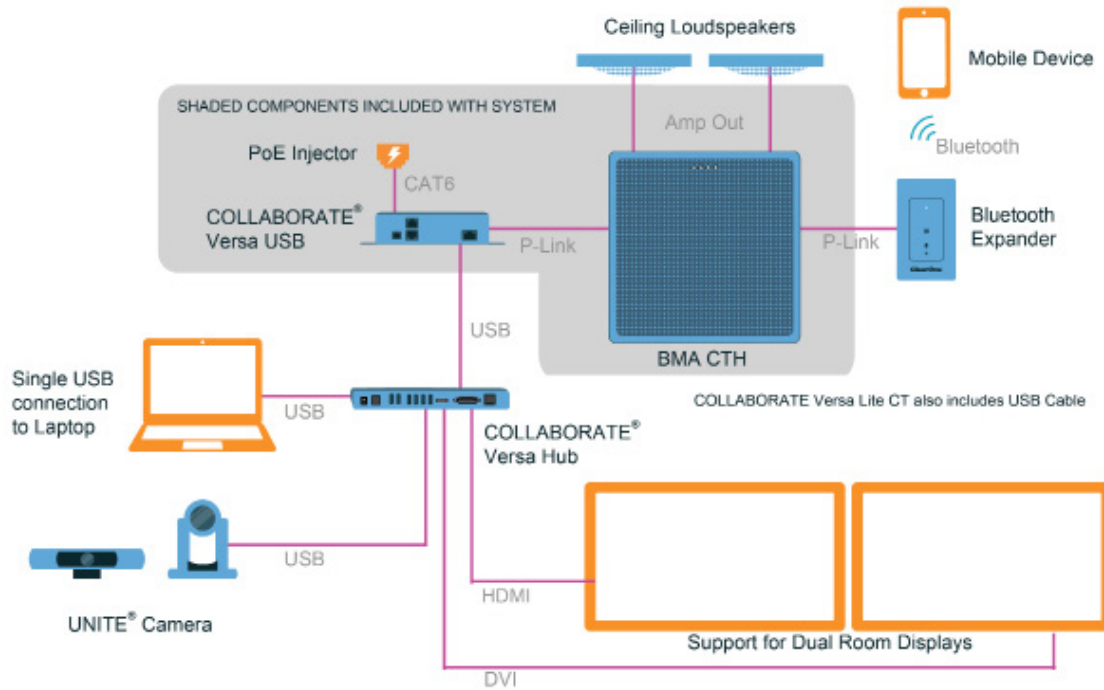 Ceiling Loudspeakers
Mobile Device
SHADED COMPONENTS INCLUDED WITH SYSTEM
Amp Out
PoE Injector
Bluetooth
CAT6
COLLABORATE®
Versa USB
P-Link
P-Link
Bluetooth
Expander
ClearOne
USB
BMA CTH
Single USB
connection
to Laptop
USB
COLLABORATE Versa Lite CT also includes USB Cable
COLLABORATE®
Versa Hub
USB
HDMI
UNITE® Camera
Support for Dual Room Displays
DVI